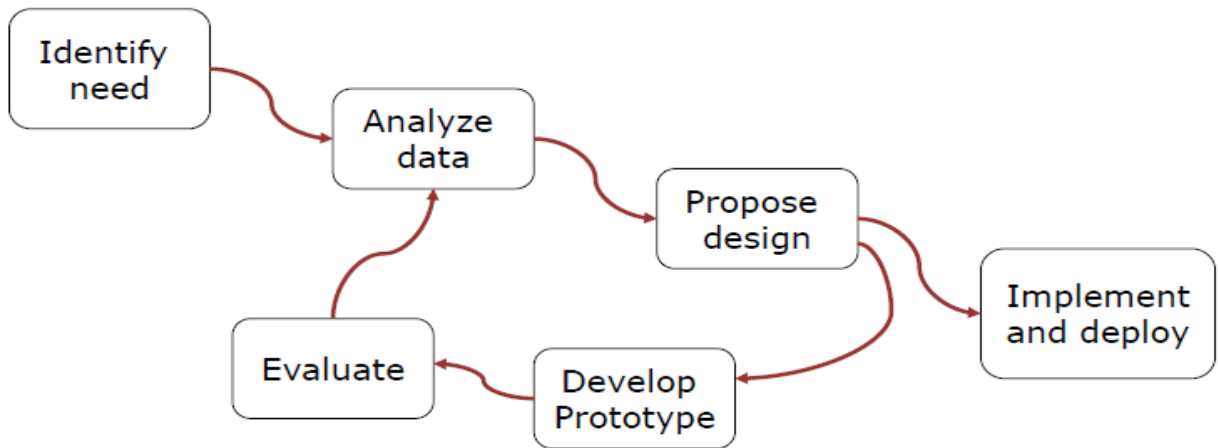 Identify
need
Analyze
data
Propose
design
Implement
and deploy
Develop
Prototype
Evaluate